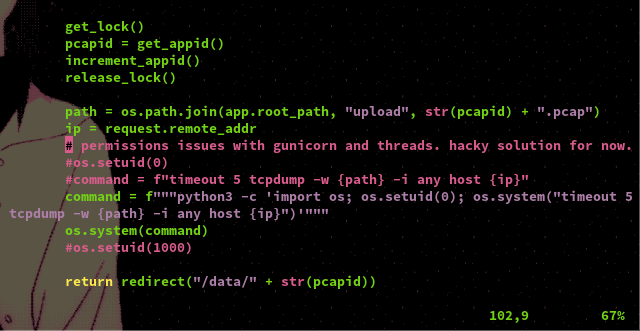 get_lock()
pcapid = get_appid()
increment_appid()
release_lock()
path = os.path.join(app.root_path, "upload", str(pcapid) + ".pcap")
ip = request.remote_addr
# permissions issues with gunicorn and threads. hacky solution for now.
#os.setuid(0)
#command = f"timeout 5 tcpdump -w {path} -i any host {ip}"
command = f"""python3 -c 'import os; os.setuid(0); os.system("timeout 5
tcpdump -w {path} -i any host {ip}")'"""
os.system(command)
#os.setuid(1000)
return redirect("/data/" + str(pcapid))
102,9 67%